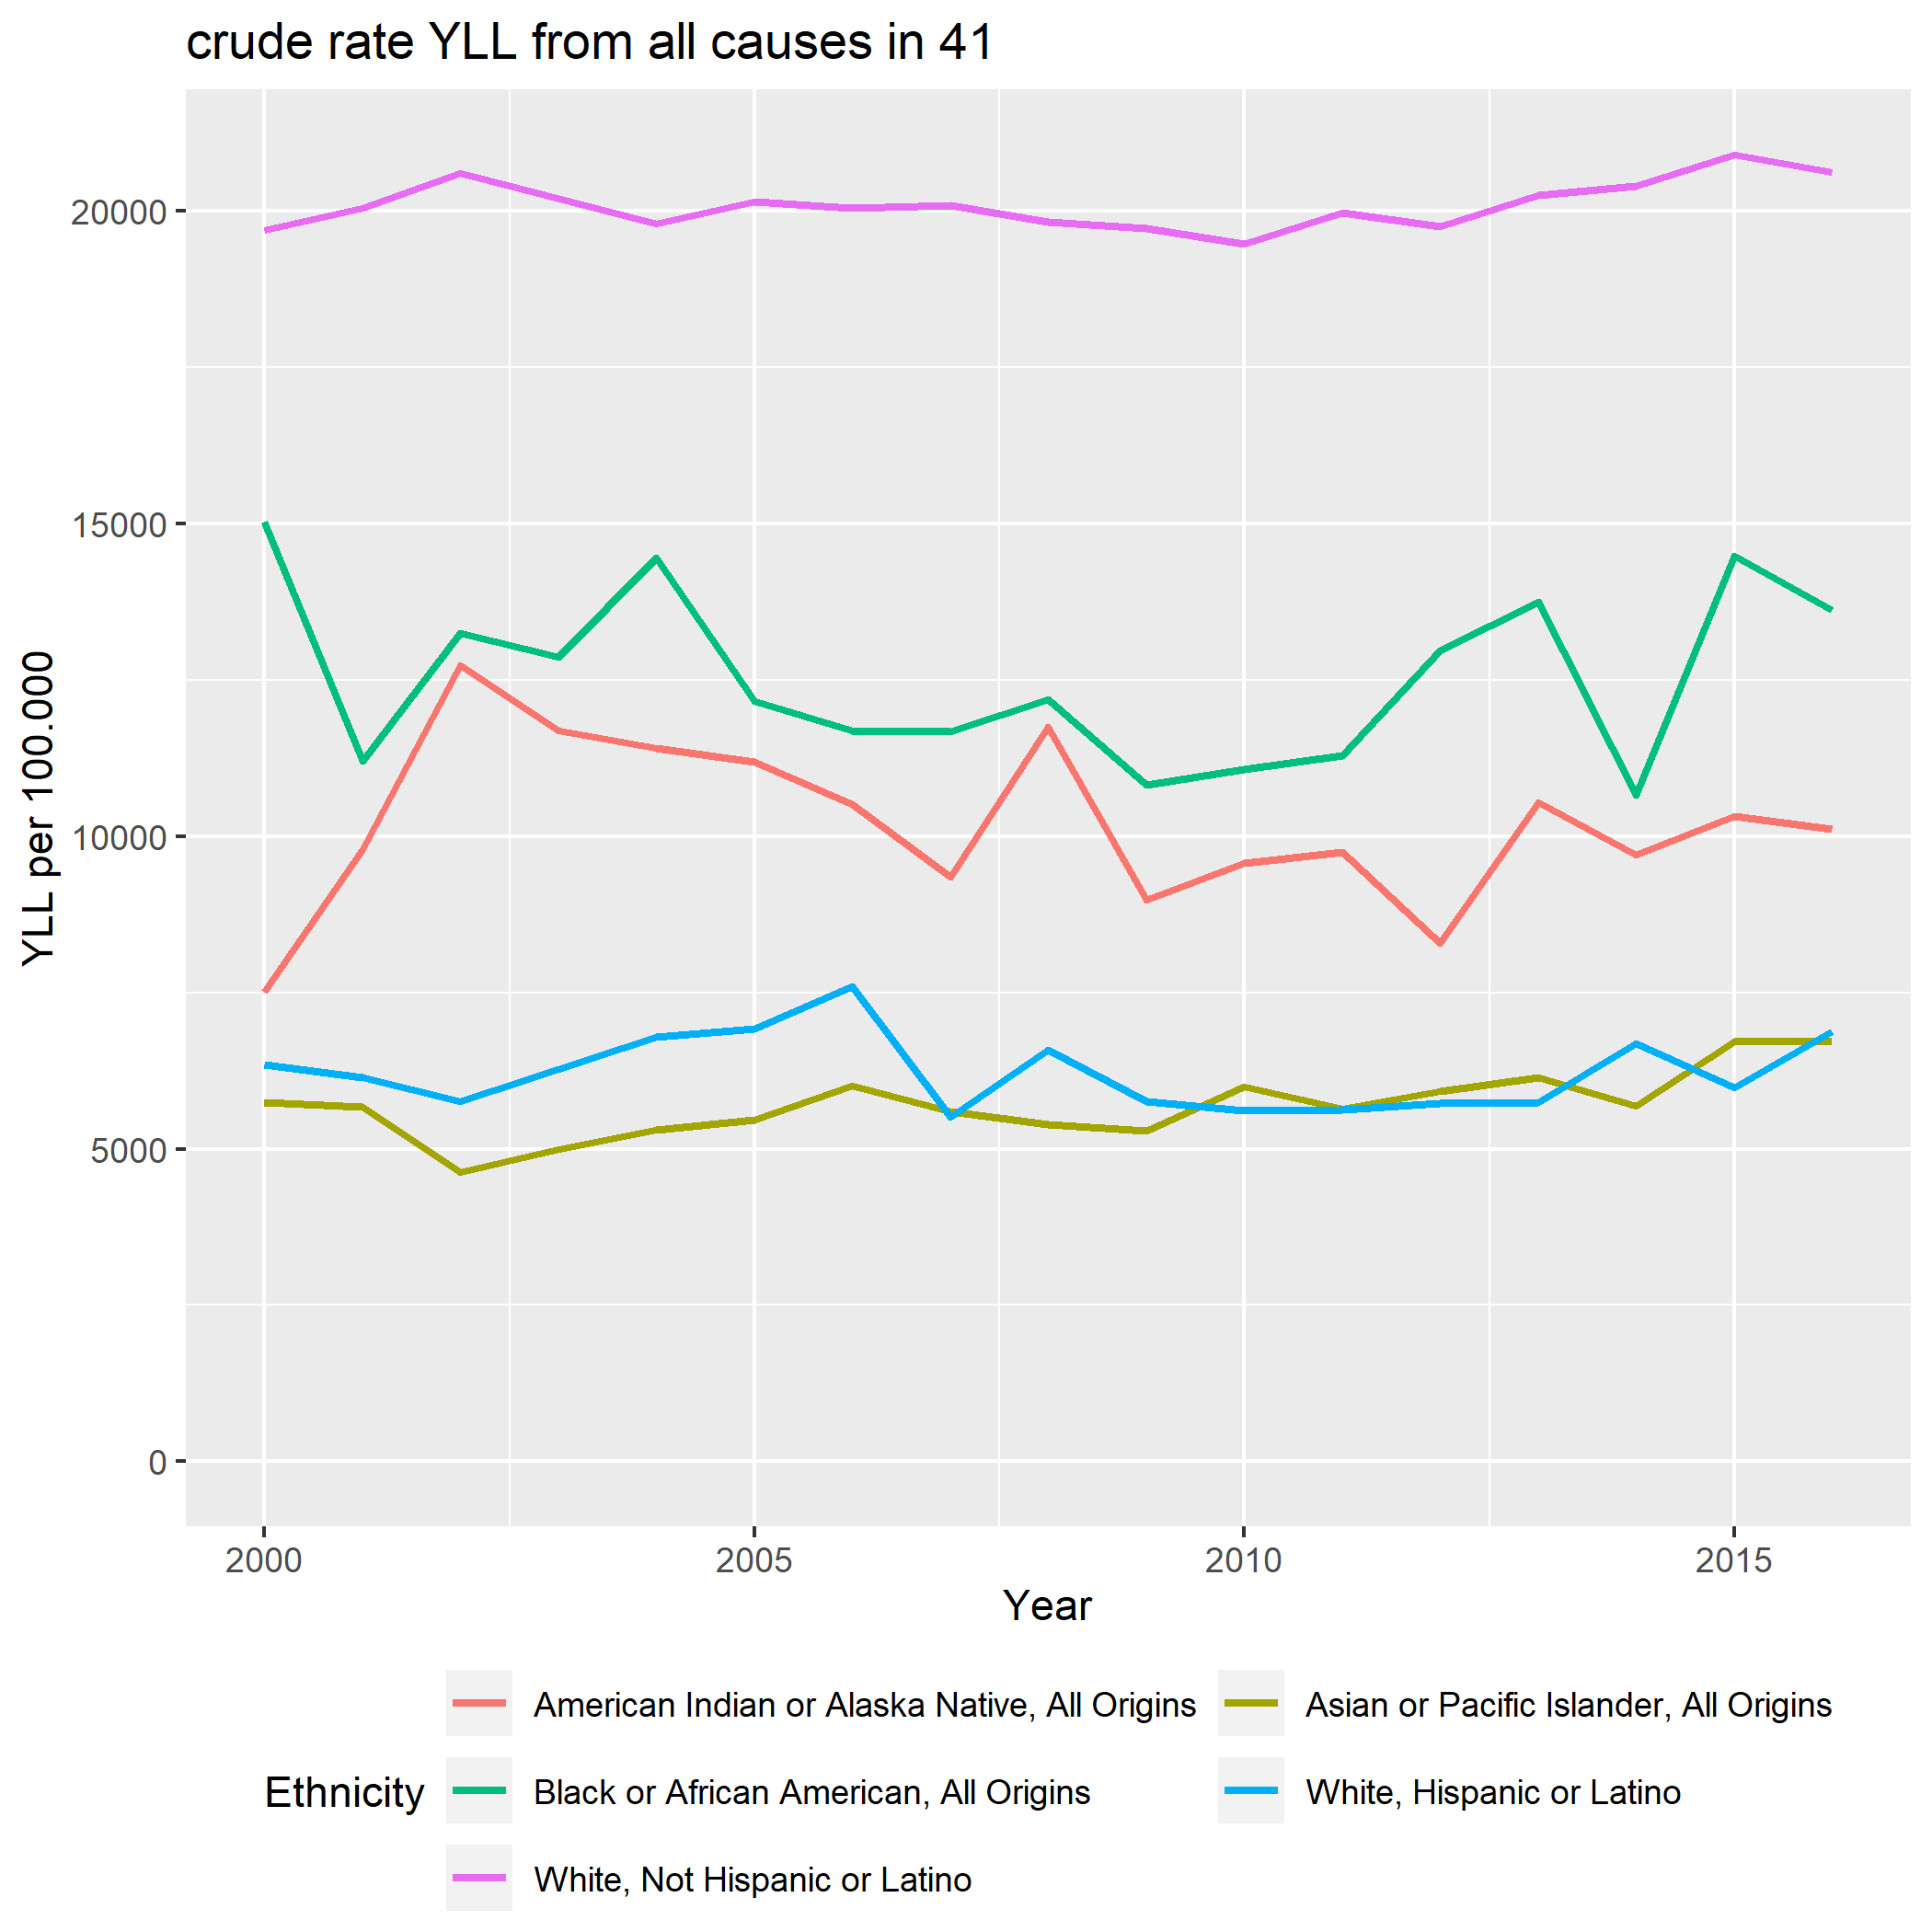 crude rate YLL from all causes in 41
20000
15000
10000
5000
0
YLL per 100.000
2000 2005 2010 2015
Year
Ethnicity
American Indian or Alaska Native, All Origins
Asian or Pacific Islander, All Origins
Black or African American, All Origins
White, Hispanic or Latino
White, Not Hispanic or Latino